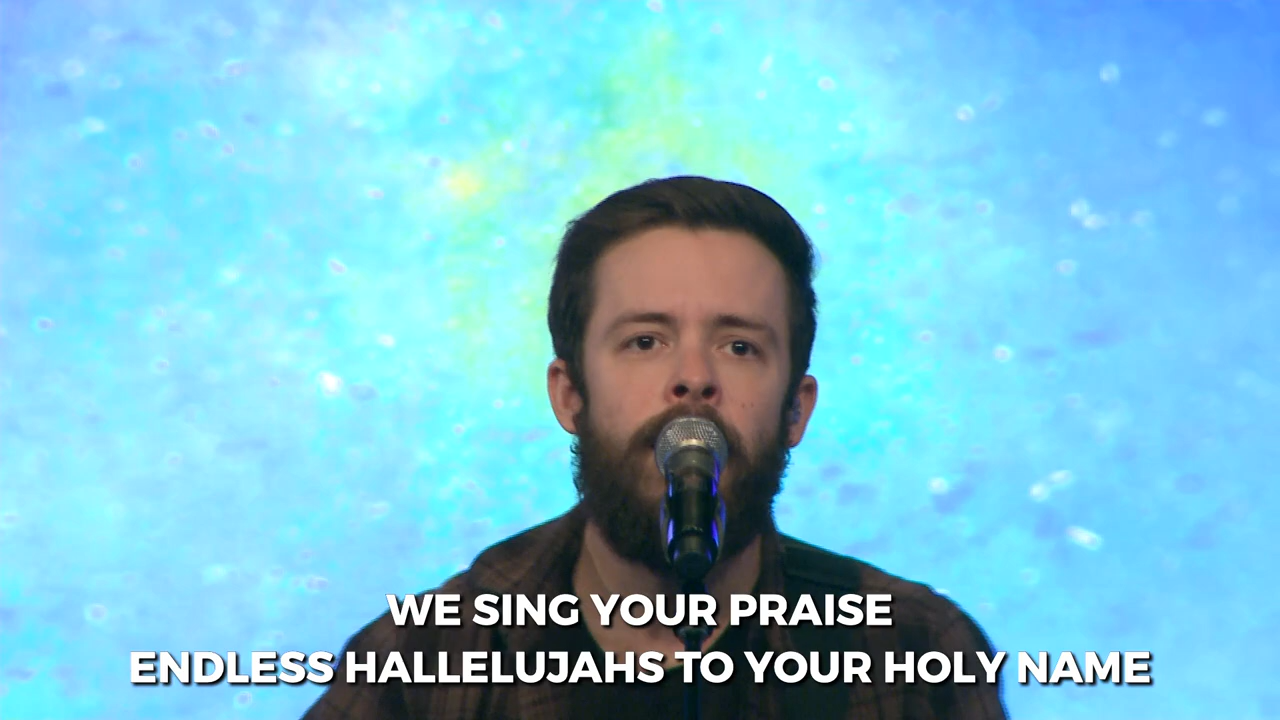 WE SING YOUR PRAISE
ENDLESS HALLELUJAHS TO YOUR HOLY NAME